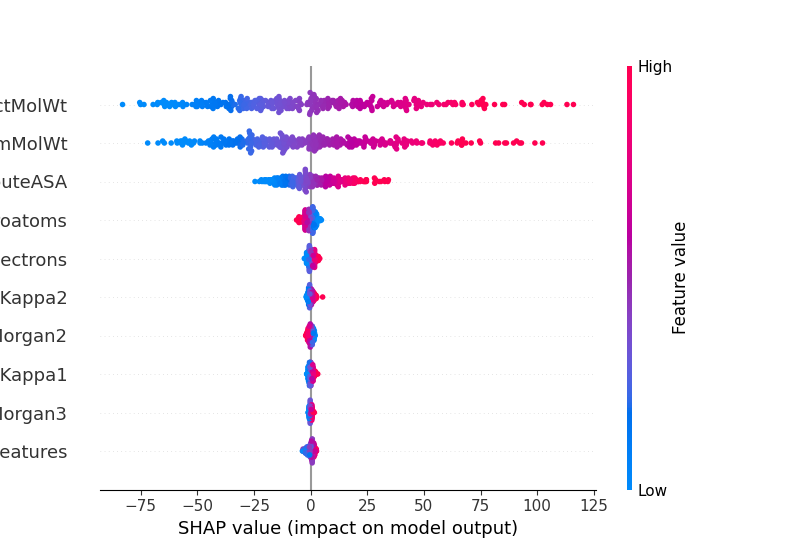 High
ctMolWt
mMolWt
uteASA
oatoms
ectrons
Kappa2
Morgan2
Kappa1
Morgan3
eatures
Feature value
Low
−75 −50 −25 0 25 50 75 100 125
SHAP value (impact on model output)